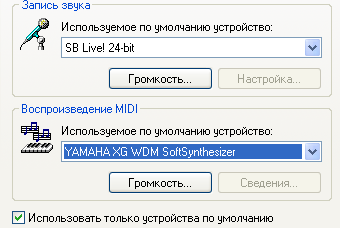 Запись звука
Используемое по умолчанию устройство:
SB Live! 24-bit
Громкость... Настройка...
Воспроизведение MIDI
Используемое по умолчанию устройство:
YAMAHA XG WDM SoftSynthesizer
Громкость... Сведения...
Использовать только устройства по умолчанию